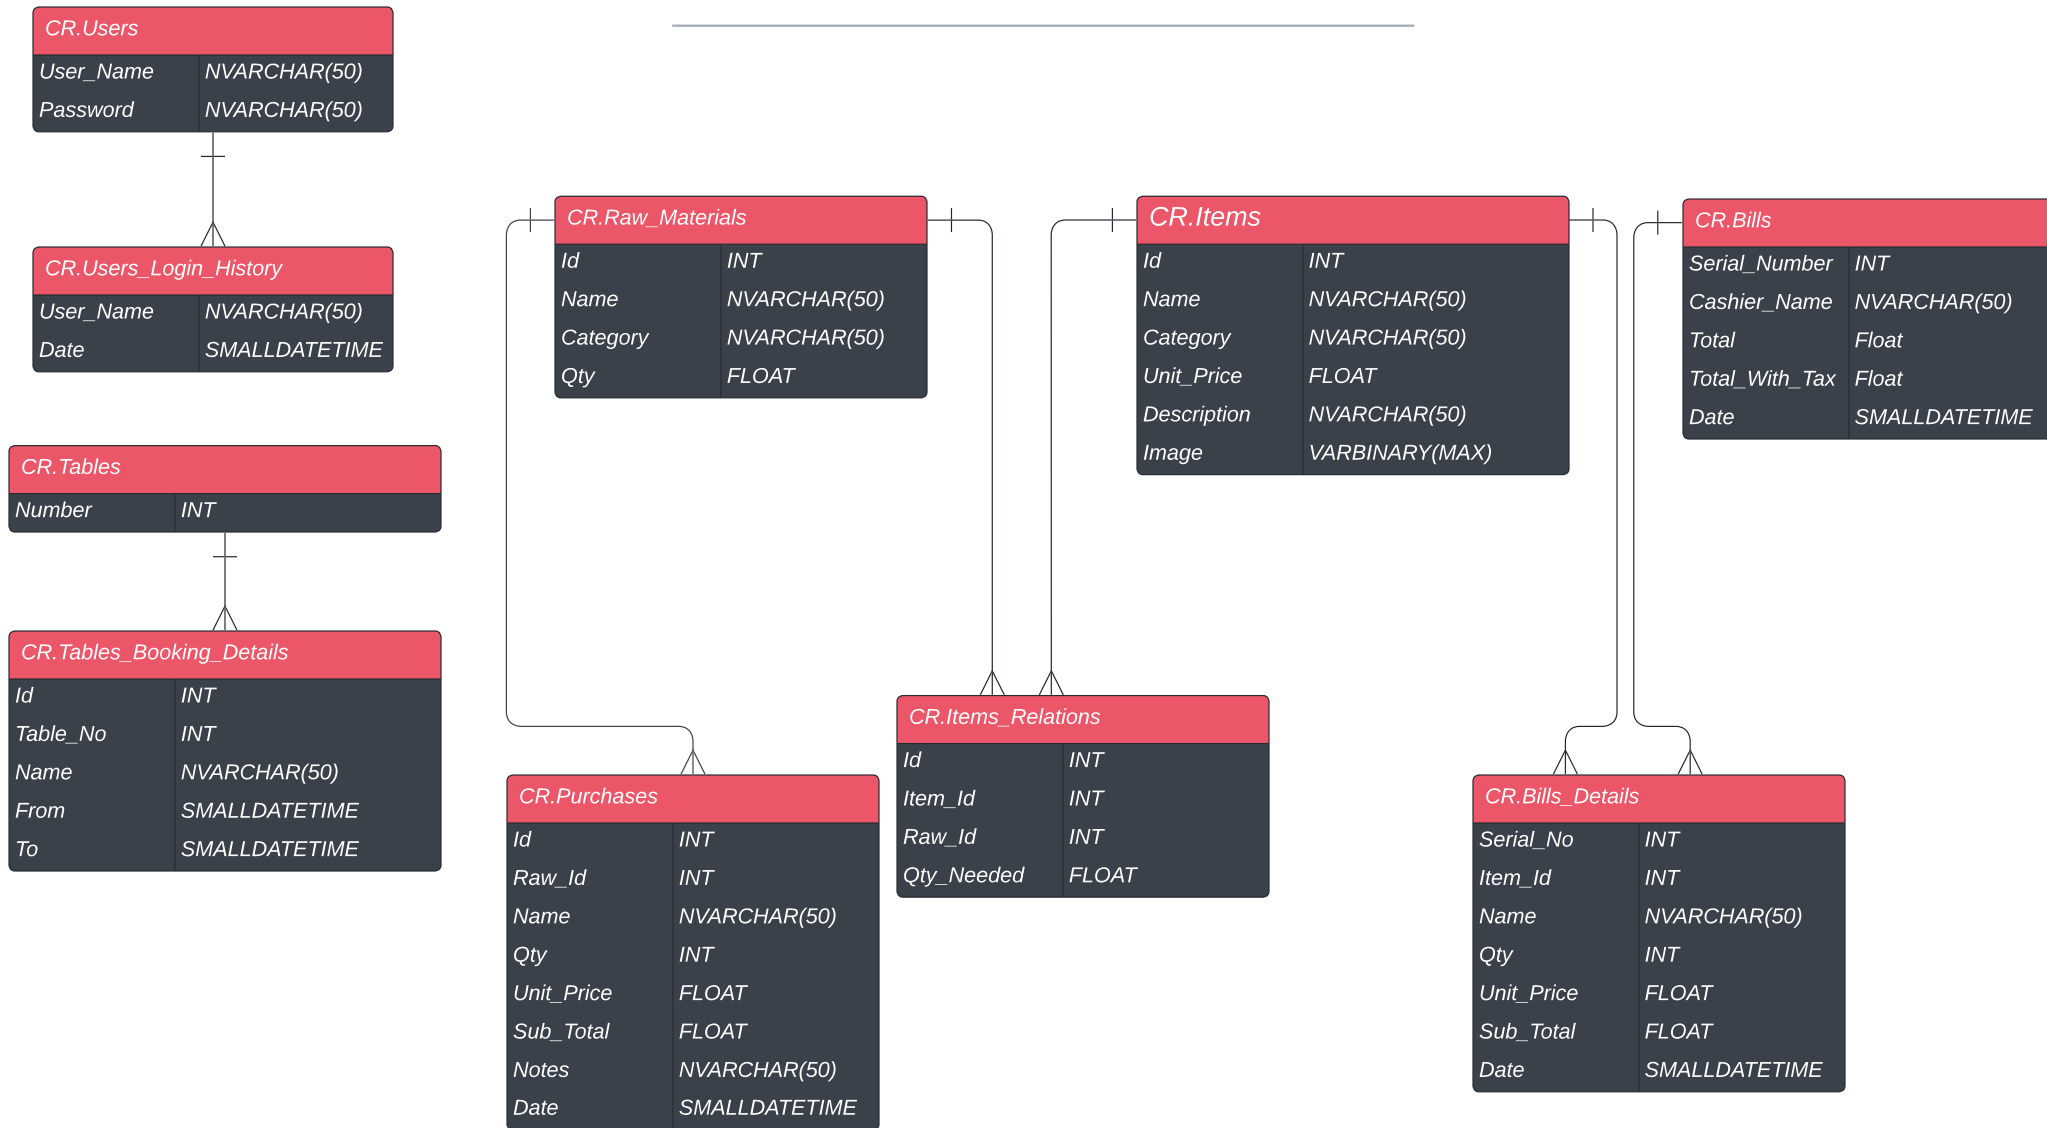 CR.Users
User_Name NVARCHAR(50)
Password NVARCHAR(50)
CR.Users_Login_History
User_Name NVARCHAR(50)
Date SMALLDATETIME
CR.Tables
Number INT
CR.Tables_Booking_Details
Id INT
Table_No INT
Name NVARCHAR(50)
From SMALLDATETIME
To SMALLDATETIME
CR.Raw_Materials
Id INT
Name NVARCHAR(50)
Category NVARCHAR(50)
Qty FLOAT
CR.Purchases
Id INT
Raw_Id INT
Name NVARCHAR(50)
Qty INT
Unit_Price FLOAT
Sub_Total FLOAT
Notes NVARCHAR(50)
Date SMALLDATETIME
CR.Items
Id INT
Name NVARCHAR(50)
Category NVARCHAR(50)
Unit_Price FLOAT
Description NVARCHAR(50)
Image VARBINARY(MAX)
CR.Items_Relations
Id INT
Item_Id INT
Raw_Id INT
Qty_Needed FLOAT
CR.Bills
Serial_Number INT
Cashier_Name NVARCHAR(50)
Total Float
Total_With_Tax Float
Date SMALLDATETIME
CR.Bills_Details
Serial_No INT
Item_Id INT
Name NVARCHAR(50)
Qty INT
Unit_Price FLOAT
Sub_Total FLOAT
Date SMALLDATETIME